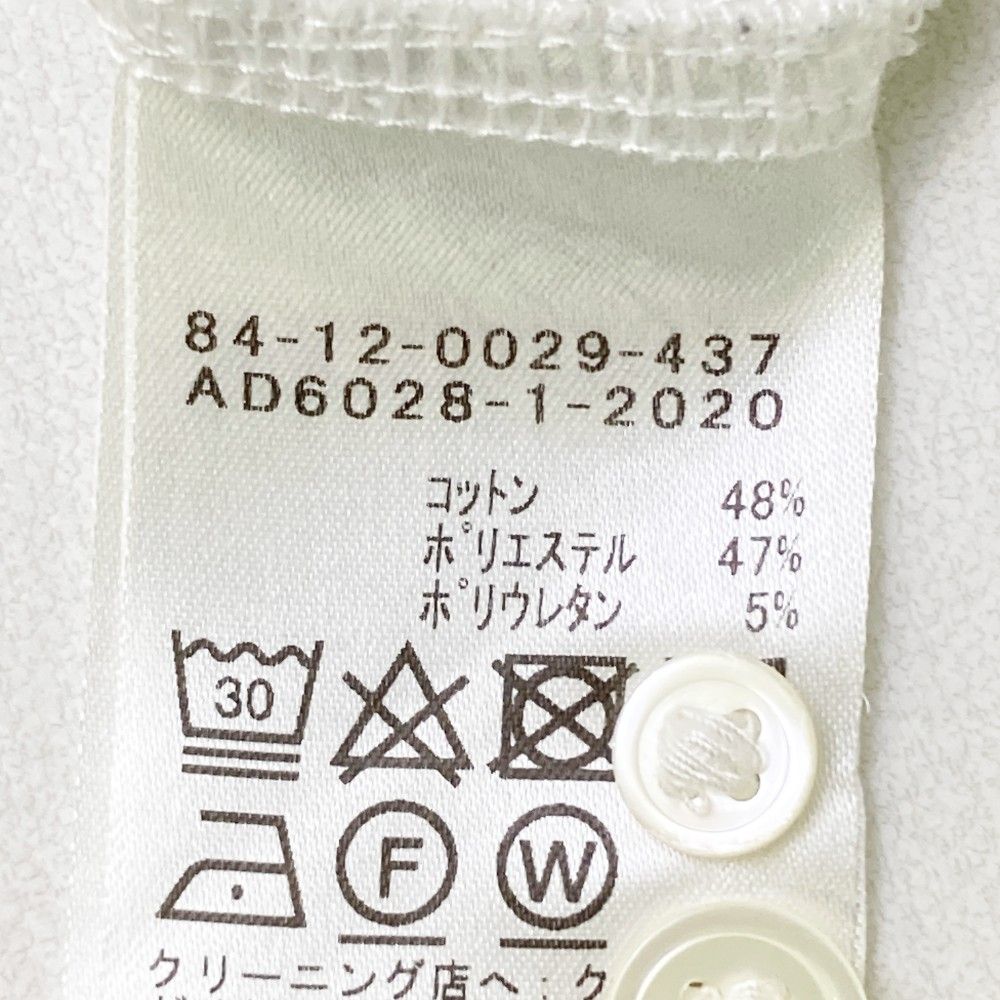 84-12-0029-437
AD6028-1-2020
コットン 48%
ポリエステル 47%
ポリウレタン 5%
30
F W
クリーニング店へ:ク